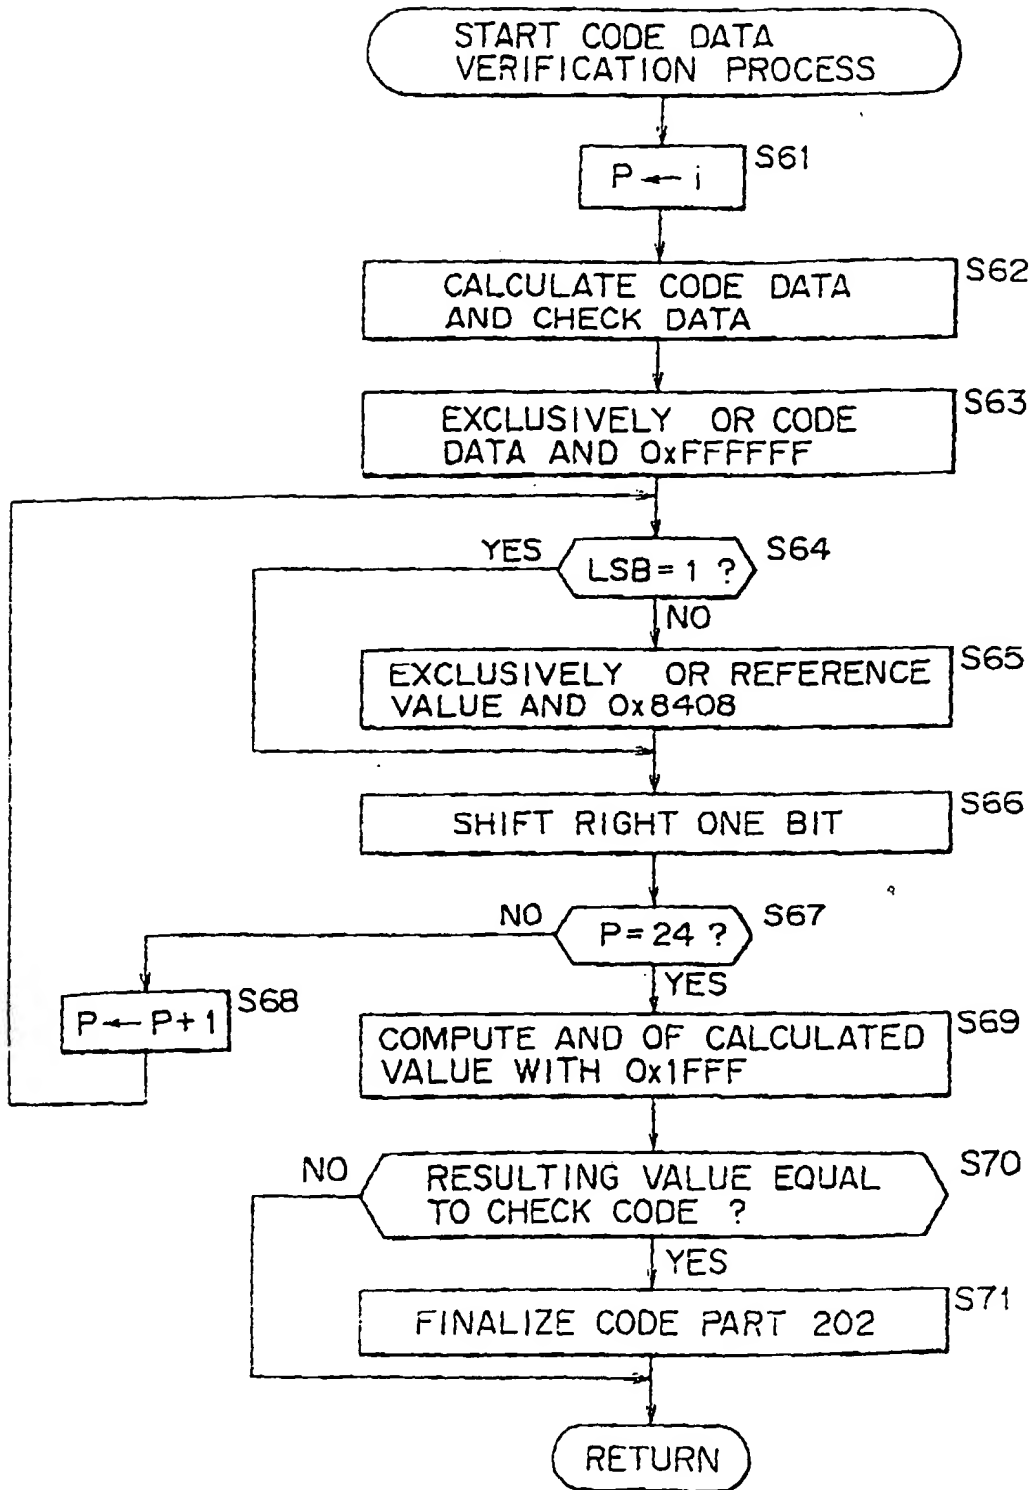 START CODE DATA
VERIFICATION PROCESS
S61
P ← i
S62
CALCULATE CODE DATA
AND CHECK DATA
S63
EXCLUSIVELY OR CODE
DATA AND 0xFFFFFF
YES
S64
LSB = 1 ?
NO
S65
EXCLUSIVELY OR REFERENCE
VALUE AND 0x8408
S66
SHIFT RIGHT ONE BIT
NO
S67
P = 24 ?
YES
S68
P ← P + 1
S69
COMPUTE AND OF CALCULATED
VALUE WITH 0x1FFF
NO
S70
RESULTING VALUE EQUAL
TO CHECK CODE ?
YES
S71
FINALIZE CODE PART 202
RETURN